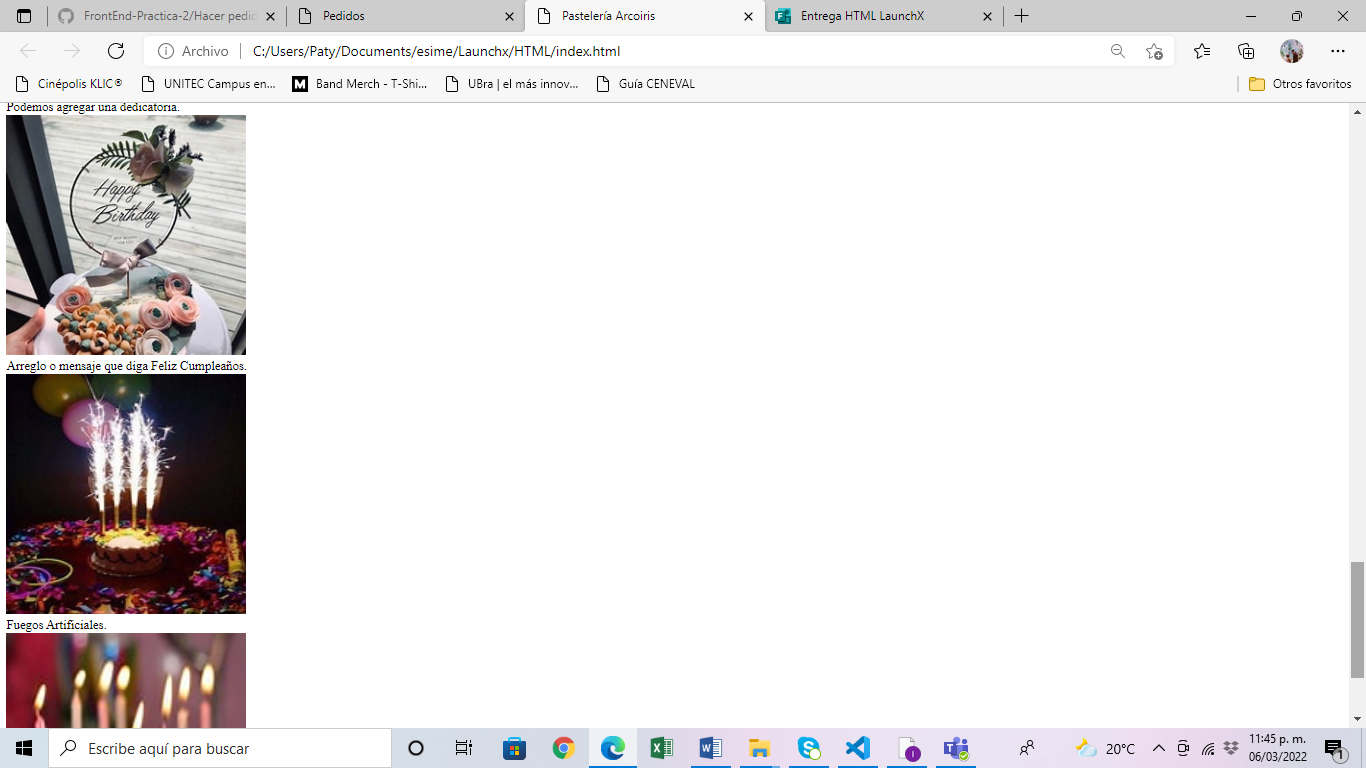 FrontEnd-Practica-2/Hacer pedid
Pedidos
Pastelería Arcoiris
Entrega HTML LaunchX
Archivo
C:/Users/Paty/Documents/esime/Launchx/HTML/index.html
Cinépolis KLIC®
UNITEC Campus en...
M
Band Merch - T-Shi...
UBra | el más innov...
Guía CENEVAL
Otros favoritos
Podemos agregar una dedicatoria.
Happy
Birthday
Arreglo o mensaje que diga Feliz Cumpleaños.
Fuegos Artificiales.
Escribe aquí para buscar
20°C
11:45 p. m.
06/03/2022
1